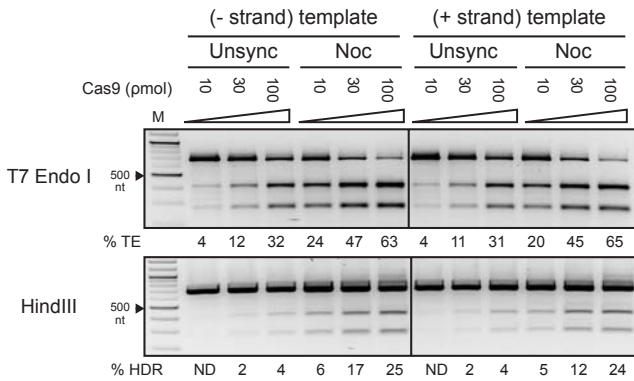 (- strand) template (+ strand) template
Unsync Noc Unsync Noc
Cas9 (pmol) 10 30 100 10 30 100 10 30 100 10 30 100
M
T7 Endo I
500
nt
% TE 4 12 32 24 47 63 4 11 31 20 45 65
HindIII
500
nt
% HDR ND 2 4 6 17 25 ND 2 4 5 12 24